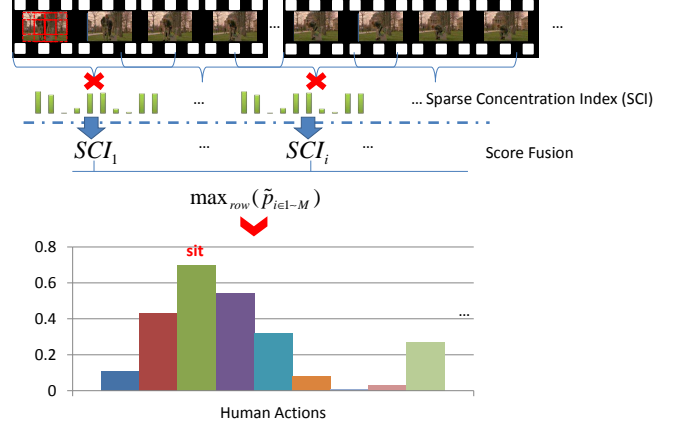 ... ...
... ... Sparse Concentration Index (SCI)
SCI₁ ... SCIᵢ ... Score Fusion
max_row(p̃_{i∈1−M})
sit
0.8
0.6
0.4 ...
0.2
0
Human Actions